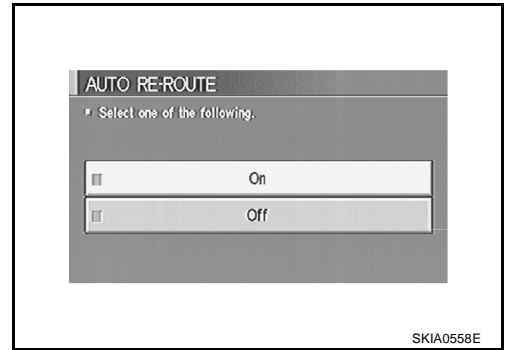 AUTO RE-ROUTE
Select one of the following.
On
Off
SKIA0558E